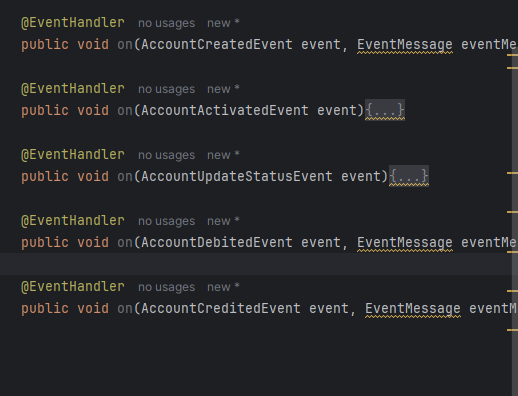 @EventHandler no usages new *
public void on(AccountCreatedEvent event, EventMessage eventMe
@EventHandler no usages new *
public void on(AccountActivatedEvent event){...}
@EventHandler no usages new *
public void on(AccountUpdateStatusEvent event){...}
@EventHandler no usages new *
public void on(AccountDebitedEvent event, EventMessage eventMe
@EventHandler no usages new *
public void on(AccountCreditedEvent event, EventMessage eventM